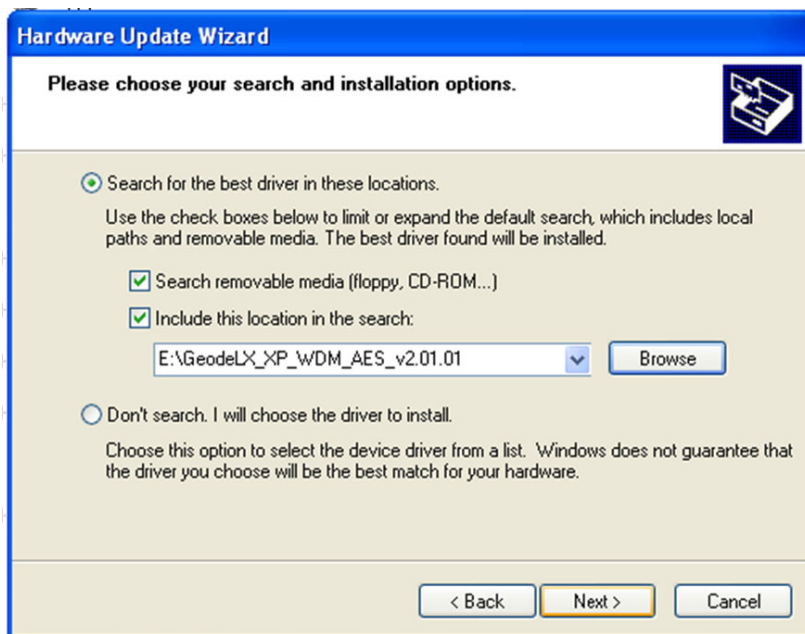 Hardware Update Wizard
Please choose your search and installation options.
Search for the best driver in these locations.
Use the check boxes below to limit or expand the default search, which includes local
paths and removable media. The best driver found will be installed.
Search removable media (floppy, CD-ROM...)
Include this location in the search:
E:\GeodeLX_XP_WDM_AES_v2.01.01
Browse
Don't search. I will choose the driver to install.
Choose this option to select the device driver from a list. Windows does not guarantee that
the driver you choose will be the best match for your hardware.
< Back
Next >
Cancel